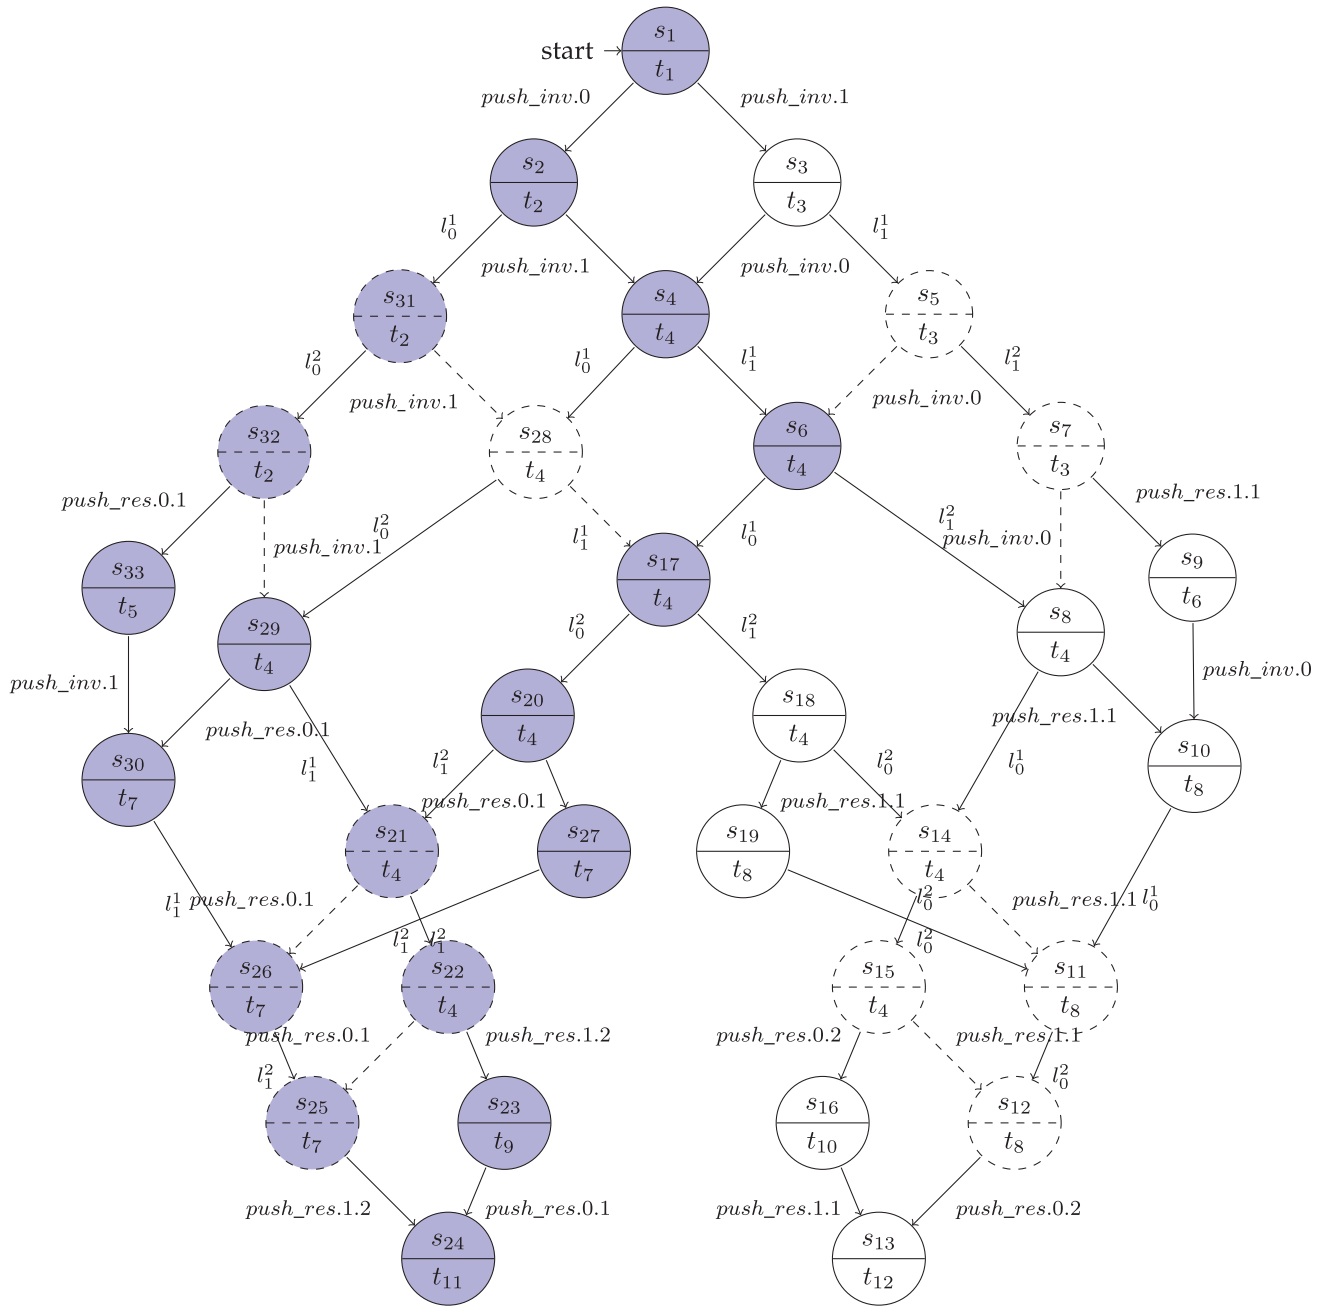 s₁
start
t₁
push_inv.0
push_inv.1
s₂
s₃
t₂
t₃
l₀¹
l₁¹
push_inv.1
push_inv.0
s₃₁
s₄
s₅
t₂
t₄
t₃
l₀²
l₀¹
l₁¹
l₁²
push_inv.1
push_inv.0
s₃₂
s₂₈
s₆
s₇
t₂
t₄
t₄
t₃
push_res.0.1
push_res.1.1
l₀²
l₁¹
l₀¹
l₁²
push_inv.1
push_inv.0
s₃₃
s₁₇
s₉
t₅
t₄
t₆
s₂₉
l₀²
l₁²
s₈
t₄
t₄
push_inv.1
push_inv.0
push_res.0.1
push_res.1.1
s₂₀
s₁₈
t₄
t₄
s₃₀
l₁¹
l₁²
l₀²
l₀¹
s₁₀
t₇
t₈
push_res.0.1
push_res.1.1
s₂₁
s₂₇
s₁₉
s₁₄
t₄
t₇
t₈
t₄
l₁¹
push_res.0.1
l₀²
push_res.1.1
l₀¹
l₁²
l₁²
l₀²
s₂₆
s₂₂
s₁₅
s₁₁
t₇
t₄
t₄
t₈
push_res.0.1
push_res.1.2
push_res.0.2
push_res.1.1
l₁²
l₀²
s₂₅
s₂₃
s₁₆
s₁₂
t₇
t₉
t₁₀
t₈
push_res.1.2
push_res.0.1
push_res.1.1
push_res.0.2
s₂₄
s₁₃
t₁₁
t₁₂